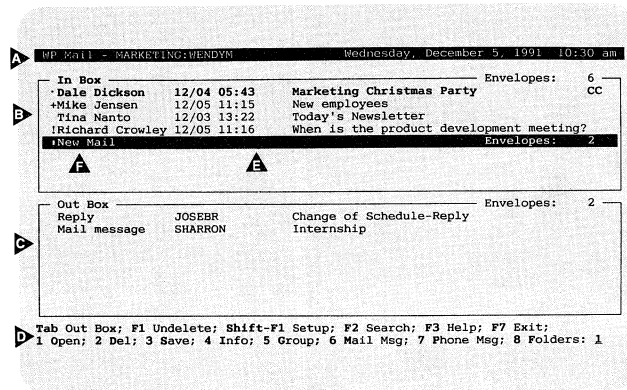 A WP Mail - MARKETING:WENDYM Wednesday, December 5, 1991 10:30 am
In Box Envelopes: 6
·Dale Dickson 12/04 05:43 Marketing Christmas Party CC
B +Mike Jensen 12/05 11:15 New employees
Tina Nanto 12/03 13:22 Today's Newsletter
!Richard Crowley 12/05 11:16 When is the product development meeting?
New Mail Envelopes: 2
F E
Out Box Envelopes: 2
Reply JOSEBR Change of Schedule-Reply
Mail message SHARRON Internship
C
D Tab Out Box; F1 Undelete; Shift-F1 Setup; F2 Search; F3 Help; F7 Exit;
1 Open; 2 Del; 3 Save; 4 Info; 5 Group; 6 Mail Msg; 7 Phone Msg; 8 Folders: 1